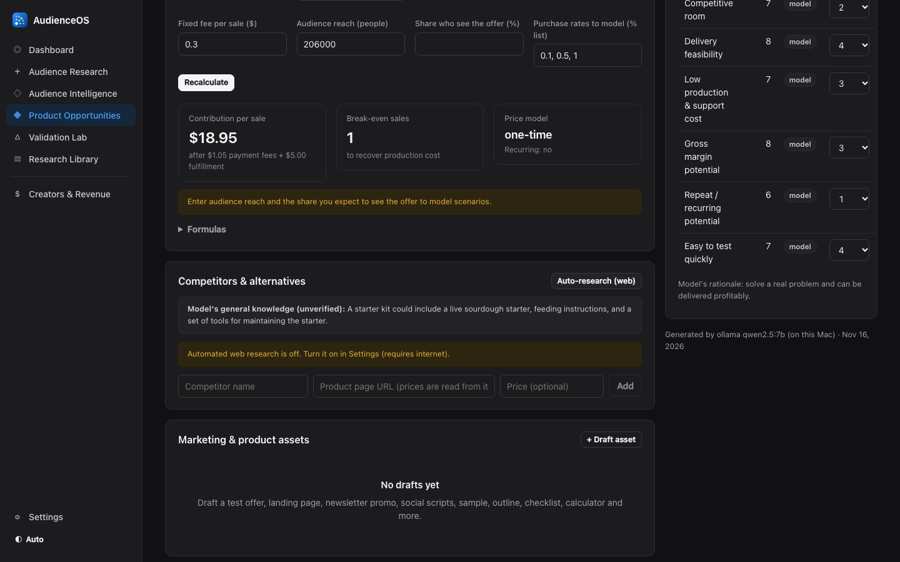 AudienceOS
Dashboard
Audience Research
Audience Intelligence
Product Opportunities
Validation Lab
Research Library
Creators & Revenue
Settings
Auto
Fixed fee per sale ($)
0.3
Audience reach (people)
206000
Share who see the offer (%)
Purchase rates to model (%
list)
0.1, 0.5, 1
Recalculate
Contribution per sale
$18.95
after $1.05 payment fees + $5.00
fulfillment
Break-even sales
1
to recover production cost
Price model
one-time
Recurring: no
Enter audience reach and the share you expect to see the offer to model scenarios.
Formulas
Competitors & alternatives
Auto-research (web)
Model's general knowledge (unverified): A starter kit could include a live sourdough starter, feeding instructions, and a
set of tools for maintaining the starter.
Automated web research is off. Turn it on in Settings (requires internet).
Competitor name
Product page URL (prices are read from it
Price (optional)
Add
Marketing & product assets
+ Draft asset
No drafts yet
Draft a test offer, landing page, newsletter promo, social scripts, sample, outline, checklist, calculator and
more.
Competitive
room
7 model 2
Delivery
feasibility
8 model 4
Low
production
& support
cost
7 model 3
Gross
margin
potential
8 model 3
Repeat /
recurring
potential
6 model 1
Easy to test
quickly
7 model 4
Model's rationale: solve a real problem and can be
delivered profitably.
Generated by ollama qwen2.5:7b (on this Mac) · Nov 16,
2026